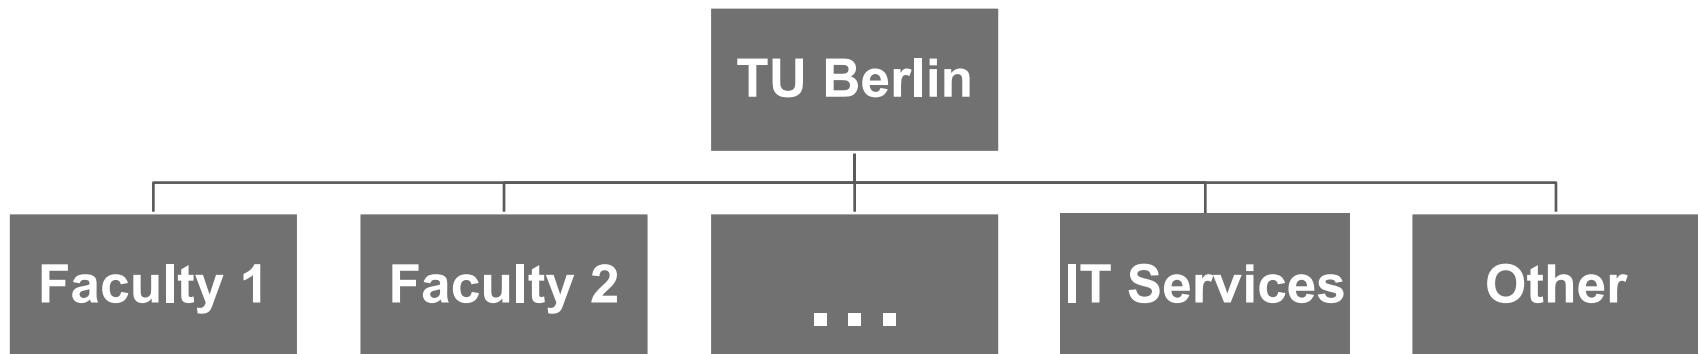 TU Berlin
Faculty 1
Faculty 2
...
IT Services
Other